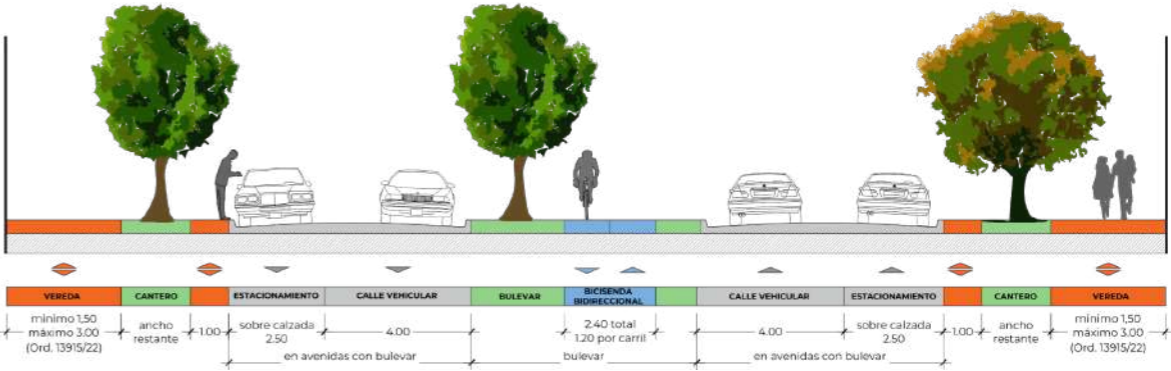 VEREDA CANTERO ESTACIONAMIENTO CALLE VEHICULAR BULEVAR BICISENDA BIDIRECCIONAL CALLE VEHICULAR ESTACIONAMIENTO CANTERO VEREDA
mínimo 1,50
máximo 3.00
(Ord. 13915/22)
ancho
restante
1.00
sobre calzada
2.50
4.00
2.40 total
1.20 por carril
4.00
sobre calzada
2.50
1.00
ancho
restante
mínimo 1,50
máximo 3.00
(Ord. 13915/22)
en avenidas con bulevar
bulevar
en avenidas con bulevar